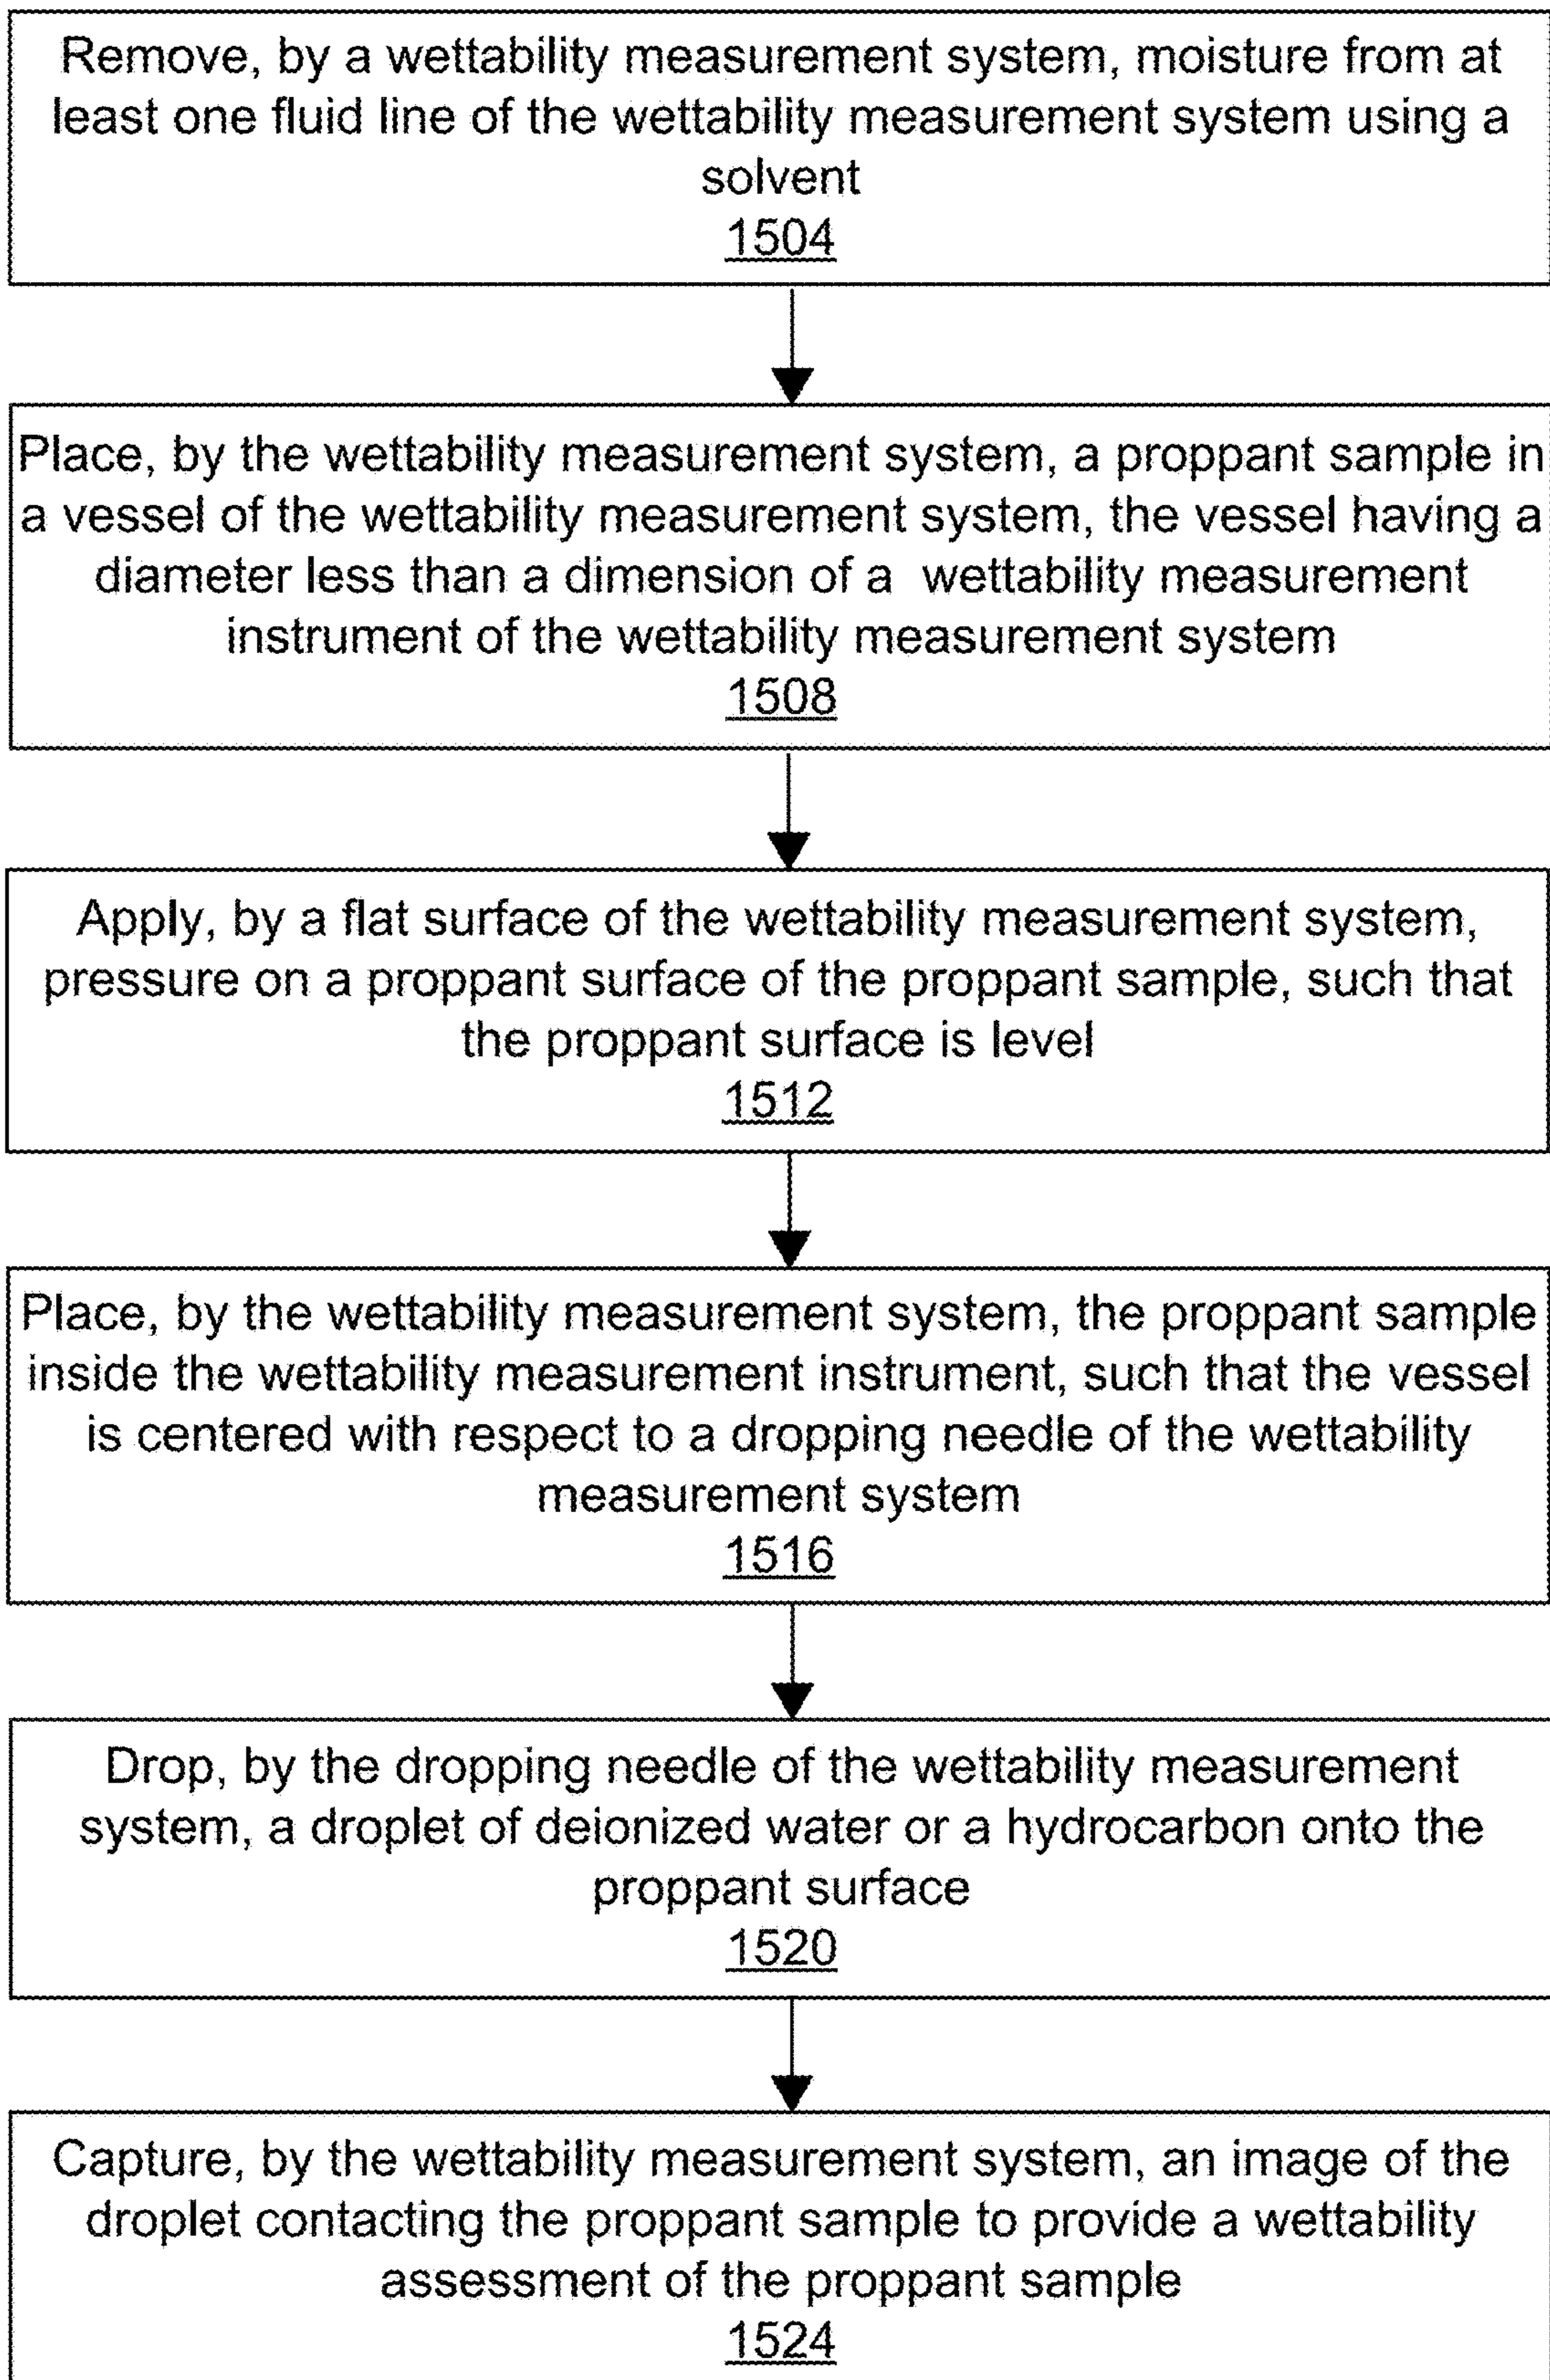 Remove, by a wettability measurement system, moisture from at
least one fluid line of the wettability measurement system using a
solvent
1504
Place, by the wettability measurement system, a proppant sample in
a vessel of the wettability measurement system, the vessel having a
diameter less than a dimension of a wettability measurement
instrument of the wettability measurement system
1508
Apply, by a flat surface of the wettability measurement system,
pressure on a proppant surface of the proppant sample, such that
the proppant surface is level
1512
Place, by the wettability measurement system, the proppant sample
inside the wettability measurement instrument, such that the vessel
is centered with respect to a dropping needle of the wettability
measurement system
1516
Drop, by the dropping needle of the wettability measurement
system, a droplet of deionized water or a hydrocarbon onto the
proppant surface
1520
Capture, by the wettability measurement system, an image of the
droplet contacting the proppant sample to provide a wettability
assessment of the proppant sample
1524